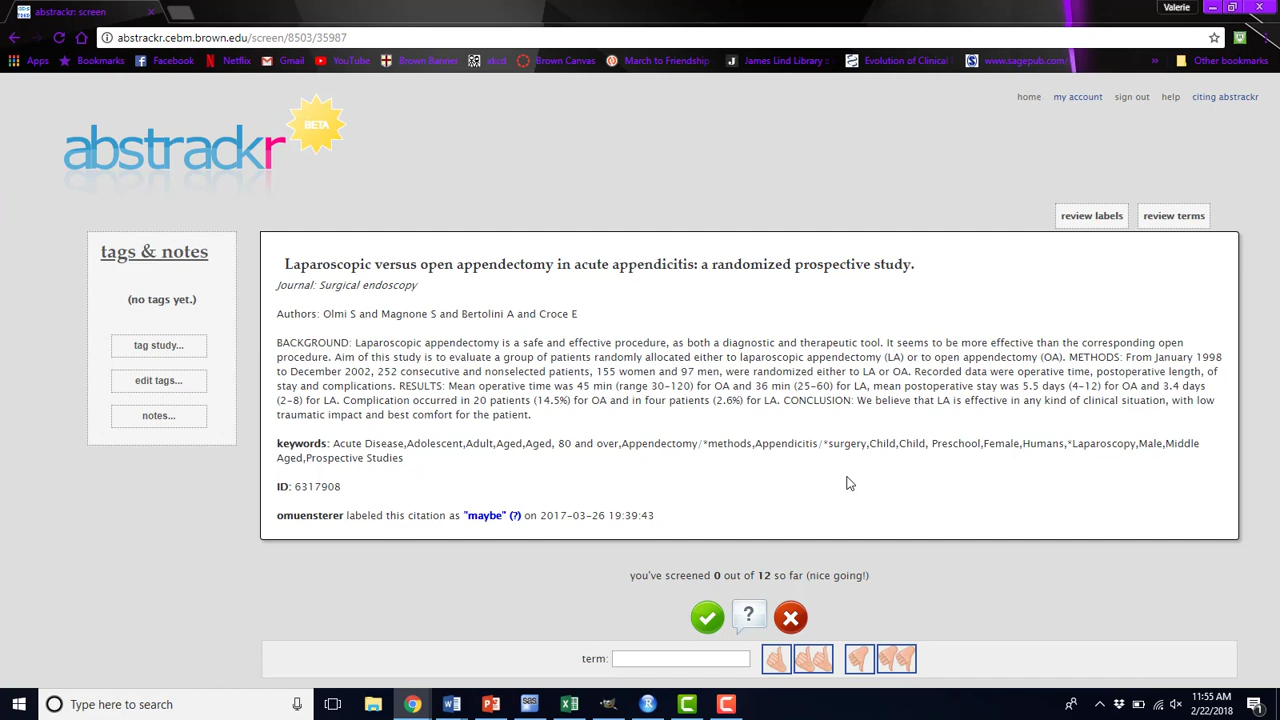 abstrackr: screen
Valerie
abstrackr.cebm.brown.edu/screen/8503/35987
Apps Bookmarks Facebook Netflix Gmail YouTube Brown Banner xkcd Brown Canvas March to Friendship James Lind Library Evolution of Clinical www.sagepub.com/ » Other bookmarks
home my account sign out help citing abstrackr
BETA
abstrackr
review labels review terms
tags & notes
(no tags yet.)
tag study...
edit tags...
notes...
Laparoscopic versus open appendectomy in acute appendicitis: a randomized prospective study.
Journal: Surgical endoscopy
Authors: Olmi S and Magnone S and Bertolini A and Croce E
BACKGROUND: Laparoscopic appendectomy is a safe and effective procedure, as both a diagnostic and therapeutic tool. It seems to be more effective than the corresponding open
procedure. Aim of this study is to evaluate a group of patients randomly allocated either to laparoscopic appendectomy (LA) or to open appendectomy (OA). METHODS: From January 1998
to December 2002, 252 consecutive and nonselected patients, 155 women and 97 men, were randomized either to LA or OA. Recorded data were operative time, postoperative length, of
stay and complications. RESULTS: Mean operative time was 45 min (range 30-120) for OA and 36 min (25-60) for LA, mean postoperative stay was 5.5 days (4-12) for OA and 3.4 days
(2-8) for LA. Complication occurred in 20 patients (14.5%) for OA and in four patients (2.6%) for LA. CONCLUSION: We believe that LA is effective in any kind of clinical situation, with low
traumatic impact and best comfort for the patient.
keywords: Acute Disease,Adolescent,Adult,Aged,Aged, 80 and over,Appendectomy/*methods,Appendicitis/*surgery,Child,Child, Preschool,Female,Humans,*Laparoscopy,Male,Middle
Aged,Prospective Studies
ID: 6317908
omuensterer labeled this citation as "maybe" (?) on 2017-03-26 19:39:43
you've screened 0 out of 12 so far (nice going!)
?
term:
Type here to search
11:55 AM
2/22/2018